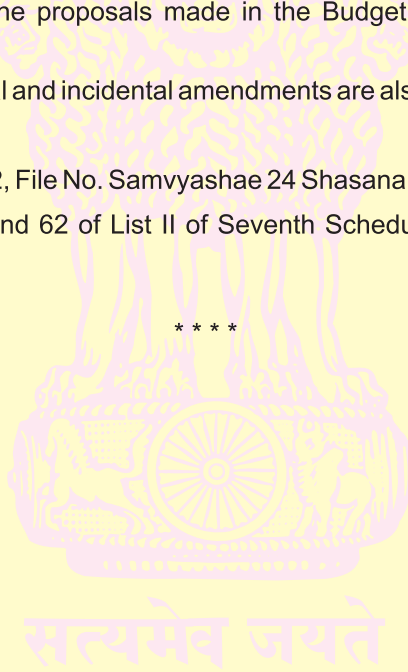 ne proposals made in the Budget
l and incidental amendments are als
2, File No. Samvyashae 24 Shasana
nd 62 of List II of Seventh Schedu
* * * *
सत्यमेव जयते